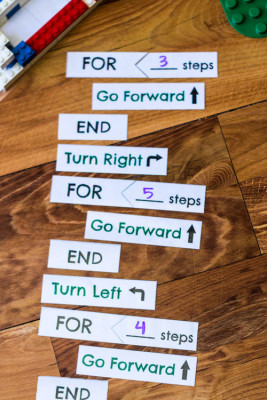 FOR 3 steps
Go Forward
END
Turn Right
FOR 5 steps
Go Forward
END
Turn Left
FOR 4 steps
Go Forward
END